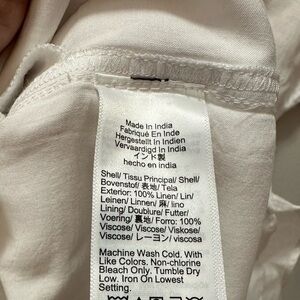 Made In India
Fabriqué En Inde
Hergestellt In Indien
Vervaardigd In India
インド製
hecho en india
Shell/ Tissu Principal/ Shell/
Bovenstof/ 表地/ Tela
Exterior: 100% Linen/ Lin/
Leinen/ Linnen/ 麻/ lino
Lining/ Doublure/ Futter/
Voering/ 裏地/ Forro: 100%
Viscose/ Viscose/ Viskose/
Viscose/ レーヨン/ viscosa
Machine Wash Cold. With
Like Colors. Non-chlorine
Bleach Only. Tumble Dry
Low. Iron On Lowest
Setting.